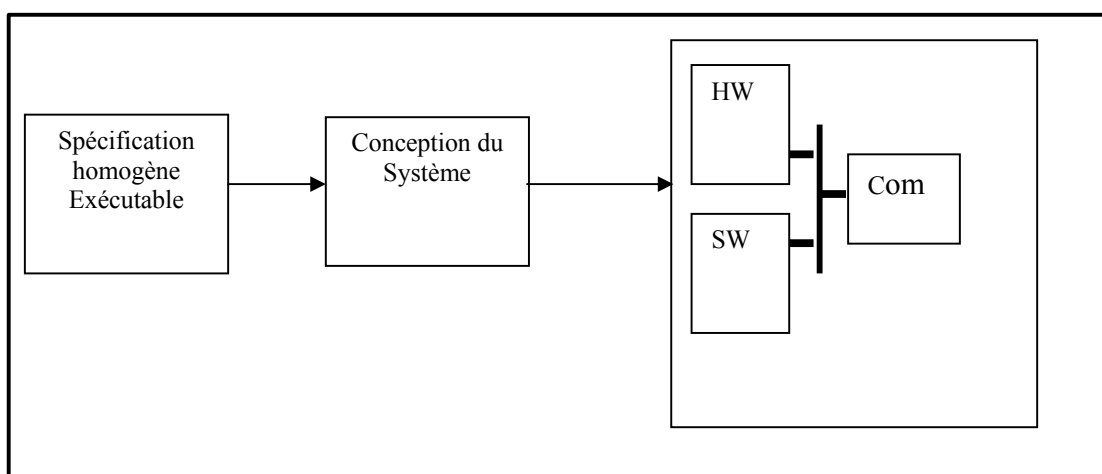 Spécification
homogène
Exécutable
Conception du
Système
HW
SW
Com